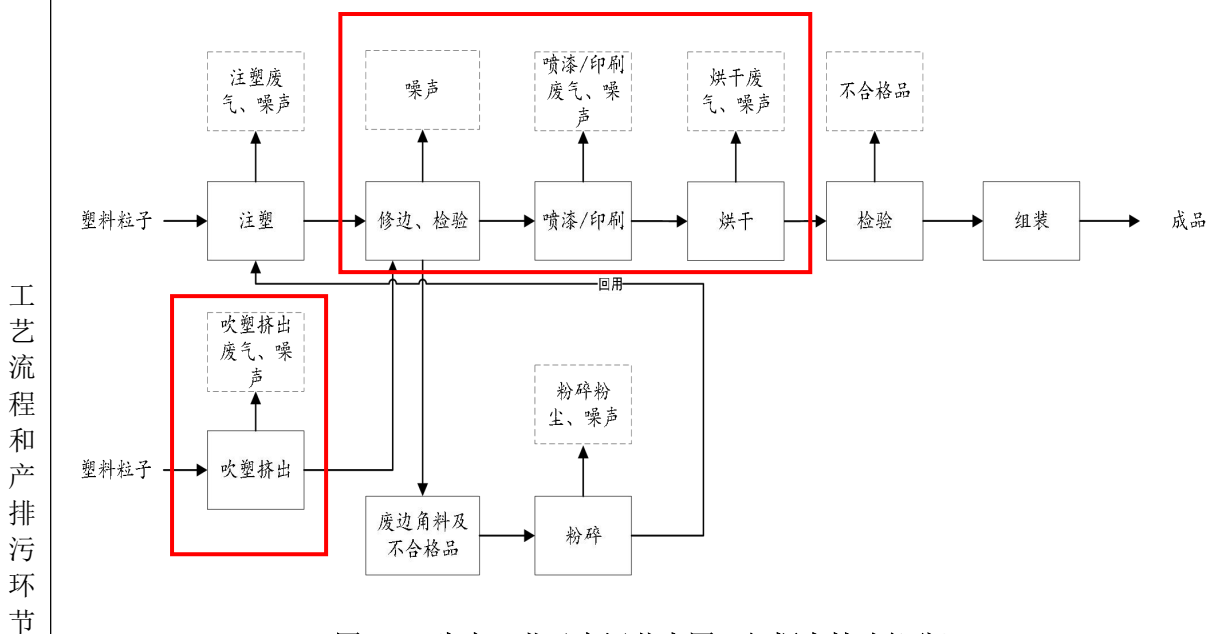 工艺流程和产排污环节
注塑废
气、噪声
噪声
喷漆/印刷
废气、噪
声
烘干废
气、噪声
不合格品
塑料粒子
注塑
修边、检验
喷漆/印刷
烘干
检验
组装
成品
回用
吹塑挤出
废气、噪
声
粉碎粉
尘、噪声
塑料粒子
吹塑挤出
废边角料及
不合格品
粉碎